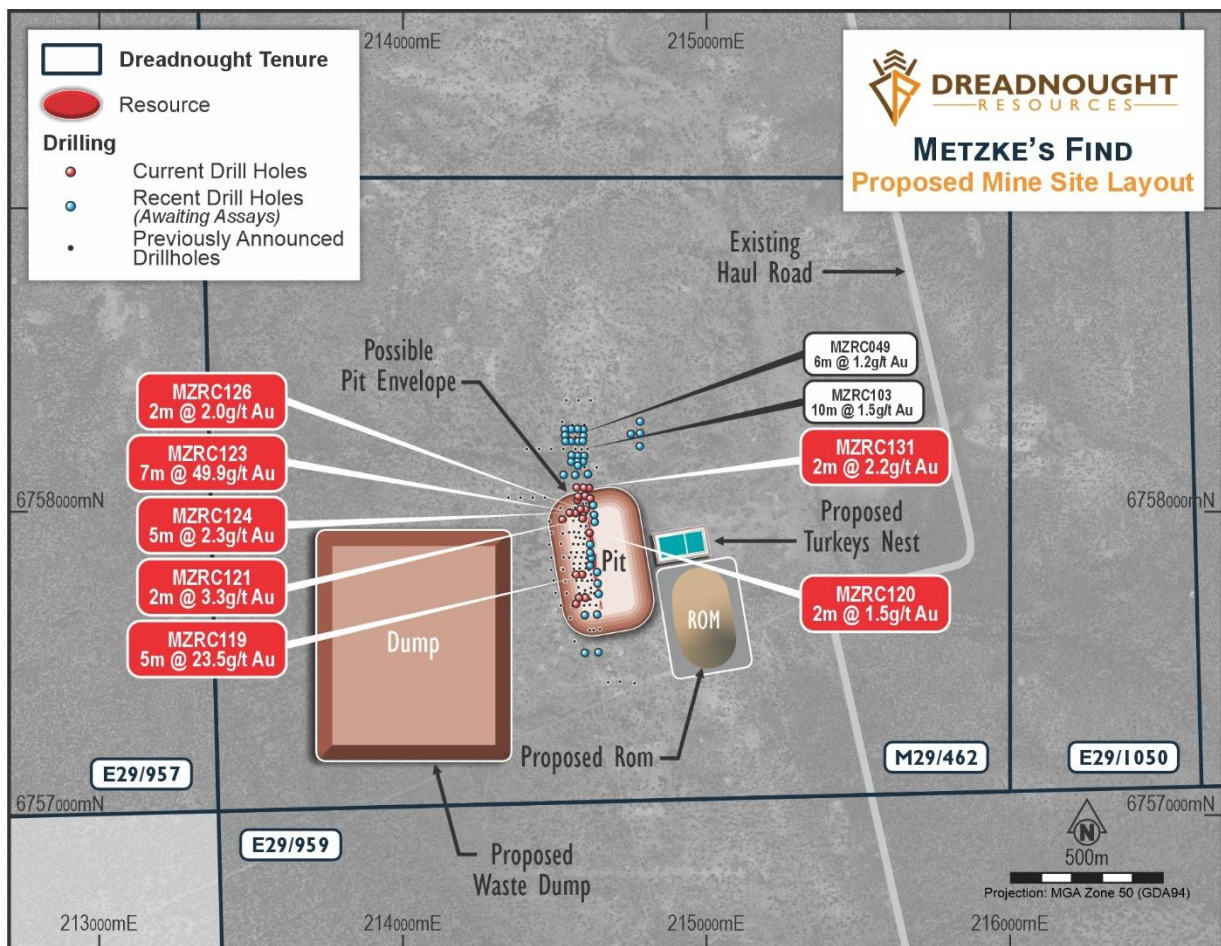 214000mE
215000mE
Dreadnought Tenure
Resource
Drilling
Current Drill Holes
Recent Drill Holes
(Awaiting Assays)
Previously Announced
Drillholes
DREADNOUGHT
RESOURCES
METZKE'S FIND
Proposed Mine Site Layout
Existing
Haul Road
Possible
Pit Envelope
MZRC049
6m @ 1.2g/t Au
MZRC103
10m @ 1.5g/t Au
MZRC126
2m @ 2.0g/t Au
MZRC123
7m @ 49.9g/t Au
MZRC124
5m @ 2.3g/t Au
MZRC121
2m @ 3.3g/t Au
MZRC119
5m @ 23.5g/t Au
MZRC131
2m @ 2.2g/t Au
6758000mN
6758000mN
Proposed
Turkeys Nest
Pit
MZRC120
2m @ 1.5g/t Au
ROM
Dump
Proposed Rom
E29/957
M29/462
E29/1050
6757000mN
6757000mN
E29/959
Proposed
Waste Dump
N
500m
Projection: MGA Zone 50 (GDA94)
213000mE
214000mE
215000mE
216000mE